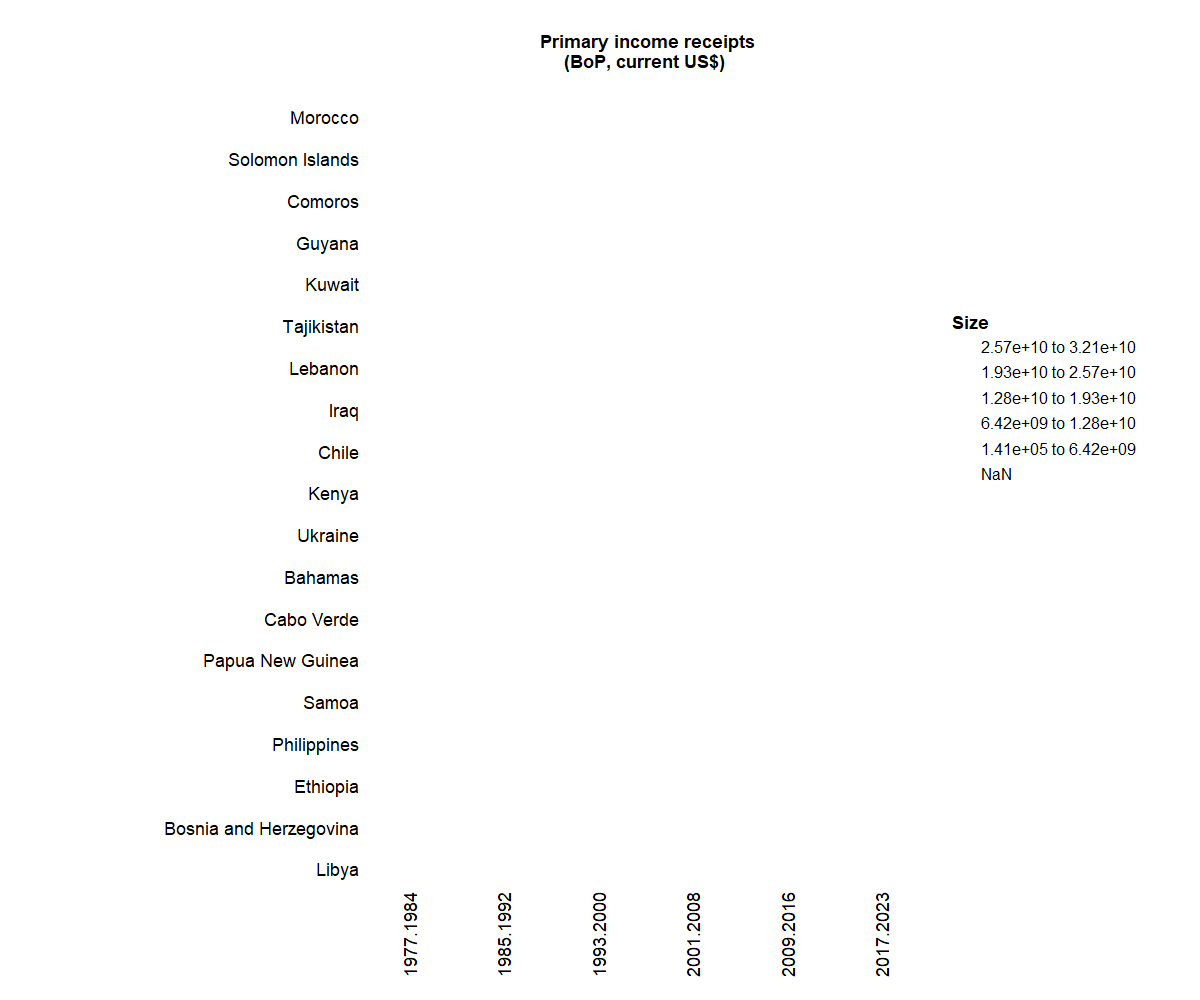 Primary income receipts
(BoP, current US$)
Morocco
Solomon Islands
Comoros
Guyana
Kuwait
Tajikistan
Lebanon
Iraq
Chile
Kenya
Ukraine
Bahamas
Cabo Verde
Papua New Guinea
Samoa
Philippines
Ethiopia
Bosnia and Herzegovina
Libya
1977.1984
1985.1992
1993.2000
2001.2008
2009.2016
2017.2023
Size
2.57e+10 to 3.21e+10
1.93e+10 to 2.57e+10
1.28e+10 to 1.93e+10
6.42e+09 to 1.28e+10
1.41e+05 to 6.42e+09
NaN